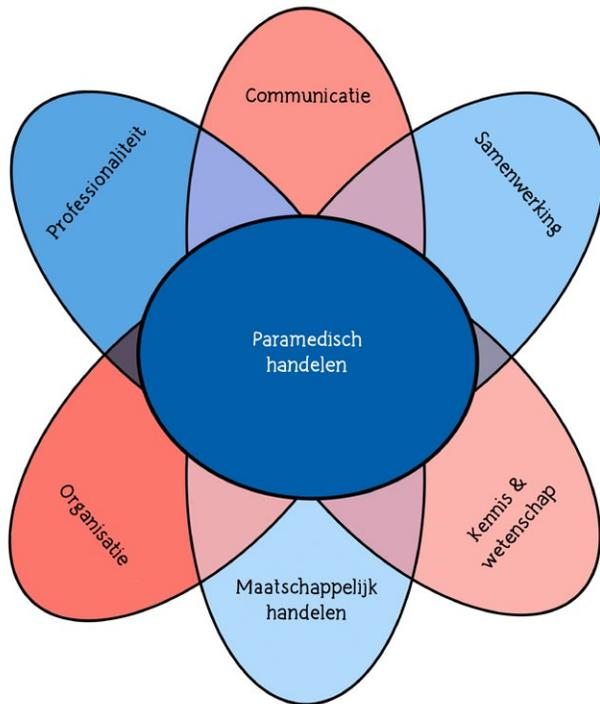 Communicatie
Professionaliteit
Samenwerking
Paramedisch
handelen
Organisatie
Kennis &
wetenschap
Maatschappelijk
handelen